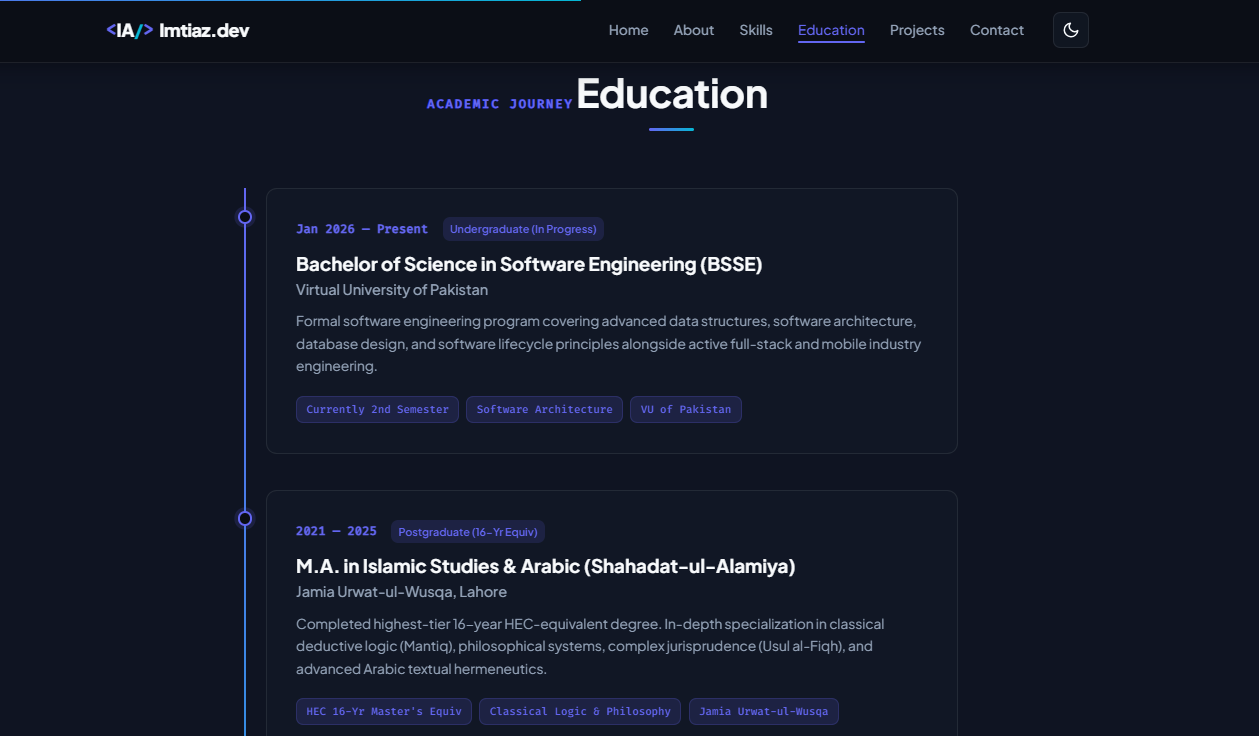 <IA/> Imtiaz.dev
Home About Skills Education Projects Contact
ACADEMIC JOURNEY Education
Jan 2026 — Present Undergraduate (In Progress)
Bachelor of Science in Software Engineering (BSSE)
Virtual University of Pakistan
Formal software engineering program covering advanced data structures, software architecture,
database design, and software lifecycle principles alongside active full-stack and mobile industry
engineering.
Currently 2nd Semester Software Architecture VU of Pakistan
2021 — 2025 Postgraduate (16-Yr Equiv)
M.A. in Islamic Studies & Arabic (Shahadat-ul-Alamiya)
Jamia Urwat-ul-Wusqa, Lahore
Completed highest-tier 16-year HEC-equivalent degree. In-depth specialization in classical
deductive logic (Mantiq), philosophical systems, complex jurisprudence (Usul al-Fiqh), and
advanced Arabic textual hermeneutics.
HEC 16-Yr Master's Equiv Classical Logic & Philosophy Jamia Urwat-ul-Wusqa